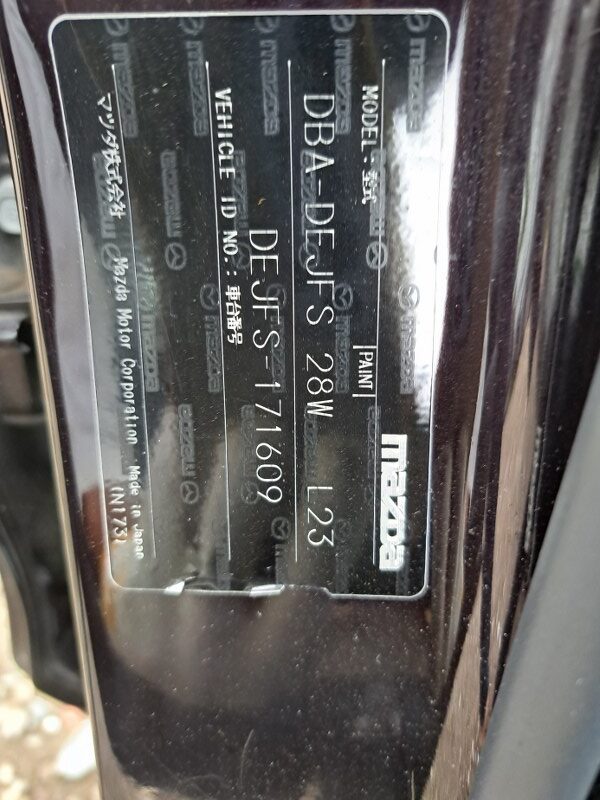 mazda
MODEL:型式 PAINT
DBA-DEJFS 28W L23
VEHICLE ID NO.:車台番号
DEJFS-171609
マツダ株式会社 Mazda Motor Corporation Made in Japan
(N173)